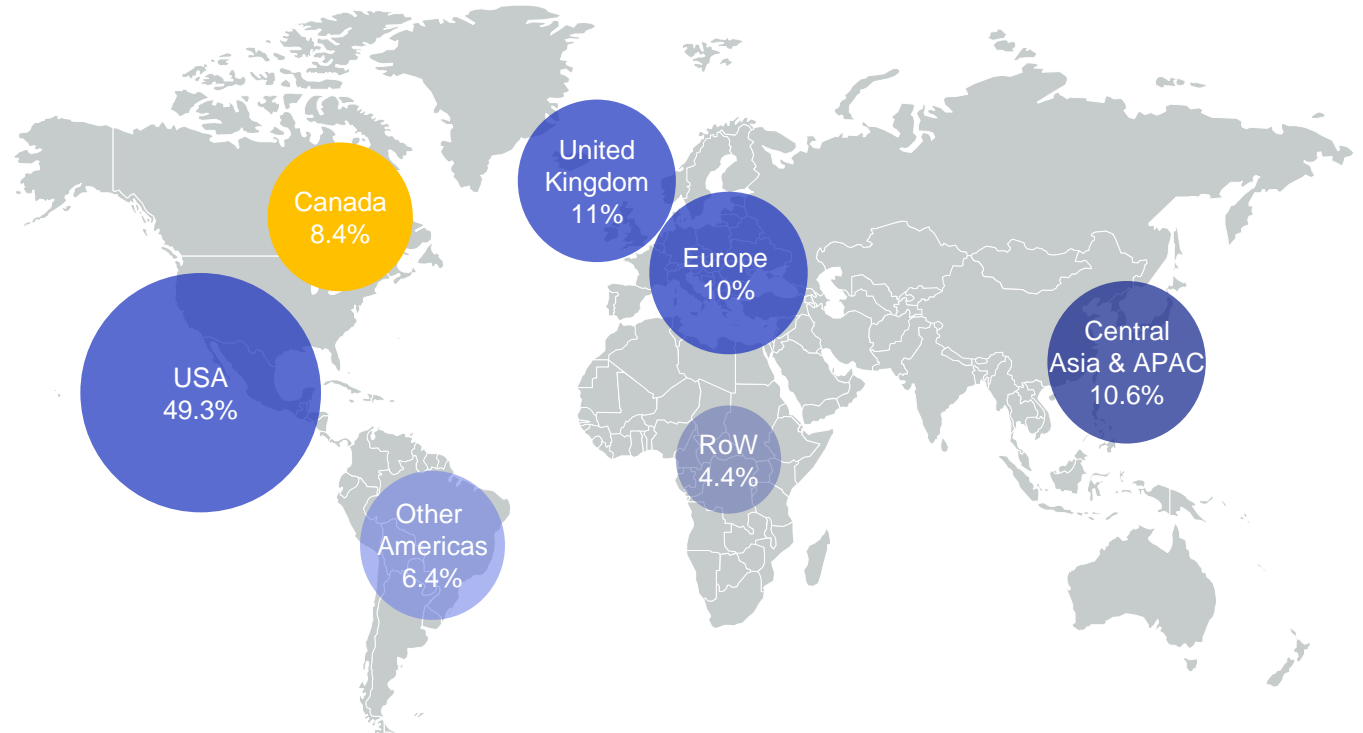 Canada
8.4%
United
Kingdom
11%
Europe
10%
USA
49.3%
Central
Asia & APAC
10.6%
RoW
4.4%
Other
Americas
6.4%